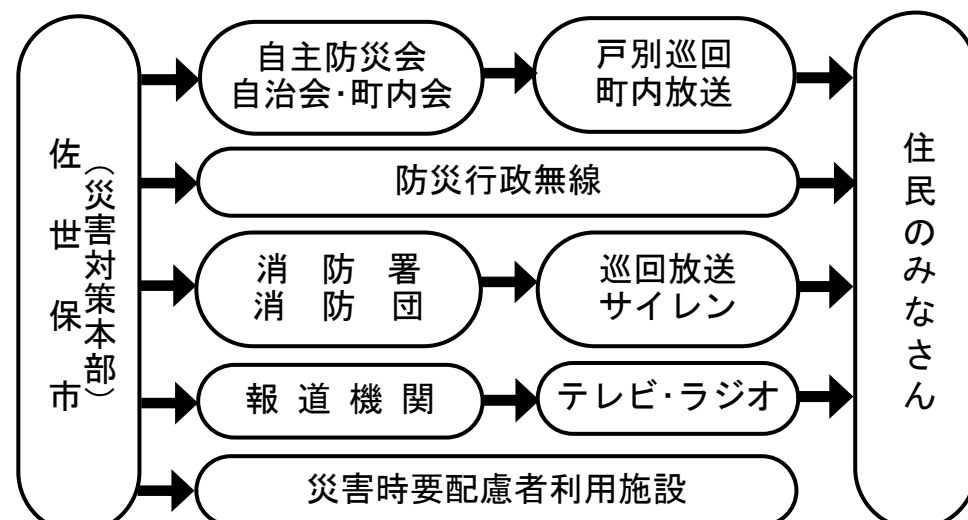 佐世保市
（災害対策本部）
自主防災会
自治会・町内会
戸別巡回
町内放送
防災行政無線
消防署
消防団
巡回放送
サイレン
報道機関
テレビ・ラジオ
災害時要配慮者利用施設
住民のみなさん